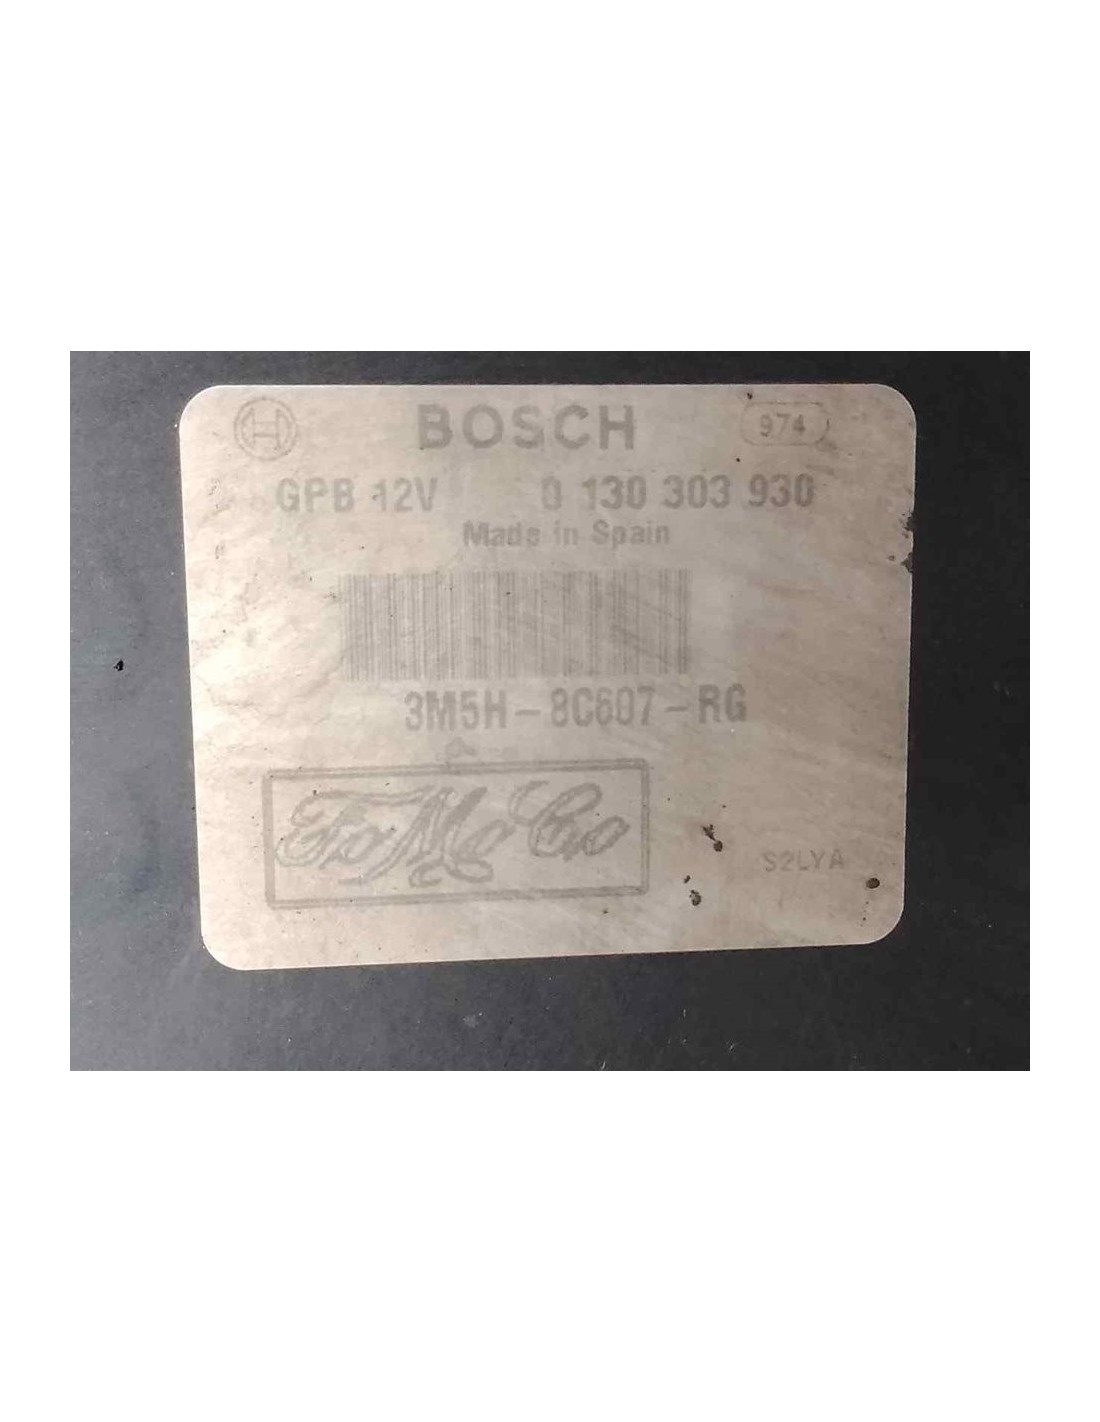 BOSCH 974
GPB 12V 0 130 303 930
Made in Spain
3M5H-8C607-RG
FoMoCo
S2LYA